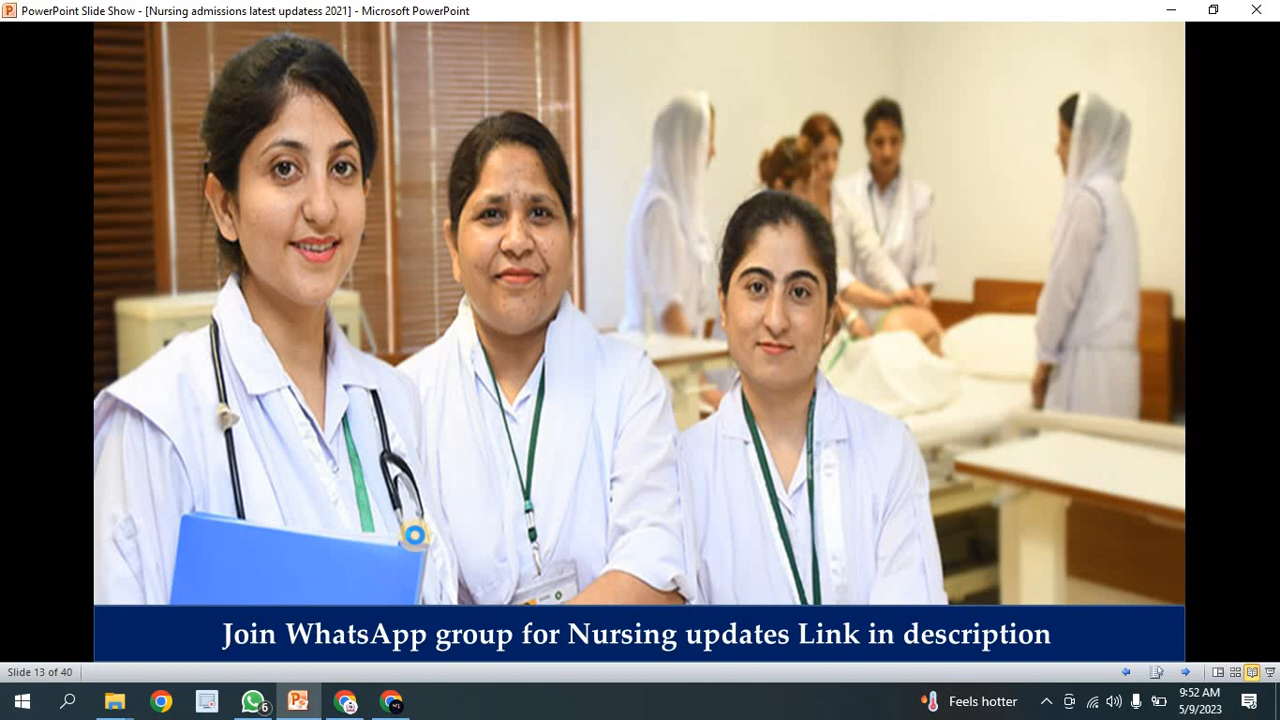 PowerPoint Slide Show - [Nursing admissions latest updatess 2021] - Microsoft PowerPoint
Join WhatsApp group for Nursing updates Link in description
Slide 13 of 40
6
Feels hotter
9:52 AM
5/9/2023